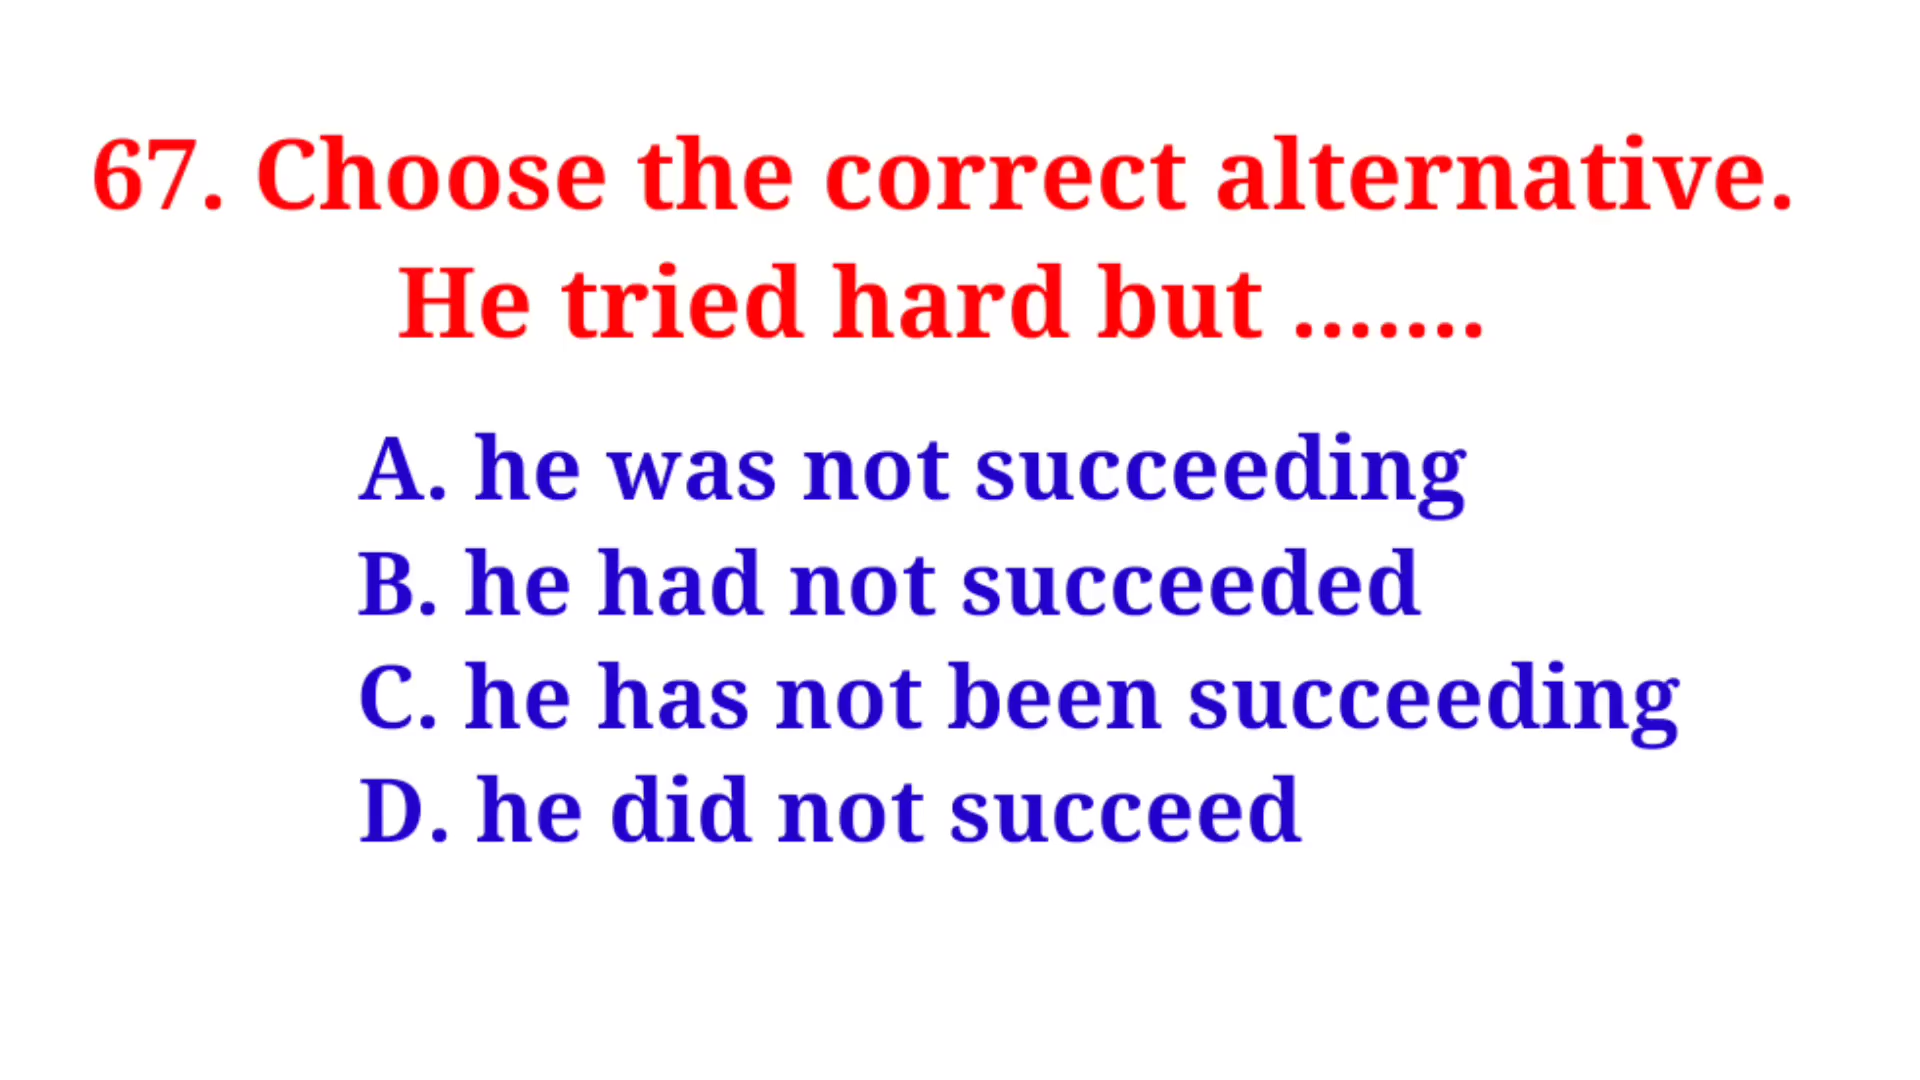 67. Choose the correct alternative.
He tried hard but .......
A. he was not succeeding
B. he had not succeeded
C. he has not been succeeding
D. he did not succeed